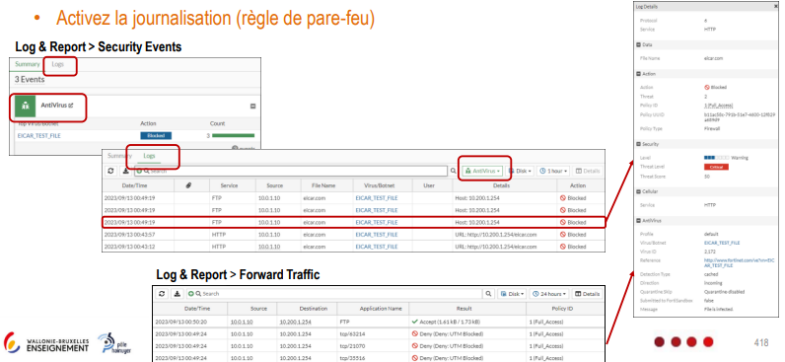 • Activez la journalisation (règle de pare-feu)
Log & Report > Security Events
Summary Logs
3 Events
AntiVirus
Top Virus/Botnet Action Count
EICAR_TEST_FILE Blocked 3
Summary Logs
Search AntiVirus Disk 1 hour Details
Date/Time Service Source File Name Virus/Botnet User Details Action
2023/09/13 00:49:19 FTP 10.0.1.10 eicar.com EICAR_TEST_FILE Host: 10.200.1.254 Blocked
2023/09/13 00:49:19 FTP 10.0.1.10 eicar.com EICAR_TEST_FILE Host: 10.200.1.254 Blocked
2023/09/13 00:49:19 FTP 10.0.1.10 eicar.com EICAR_TEST_FILE Host: 10.200.1.254 Blocked
2023/09/13 00:43:57 HTTP 10.0.1.10 eicar.com EICAR_TEST_FILE URL: http://10.200.1.254/eicar.com Blocked
2023/09/13 00:43:12 HTTP 10.0.1.10 eicar.com EICAR_TEST_FILE URL: http://10.200.1.254/eicar.com Blocked
Log & Report > Forward Traffic
Search Disk 24 hours Details
Date/Time Source Destination Application Name Result Policy ID
2023/09/13 00:50:20 10.0.1.10 10.200.1.254 FTP Accept (1.61 kB / 1.73 kB) 1 (Full_Access)
2023/09/13 00:49:24 10.0.1.10 10.200.1.254 tcp/63214 Deny (Deny: UTM Blocked) 1 (Full_Access)
2023/09/13 00:49:24 10.0.1.10 10.200.1.254 tcp/21070 Deny (Deny: UTM Blocked) 1 (Full_Access)
2023/09/13 00:49:24 10.0.1.10 10.200.1.254 tcp/35516 Deny (Deny: UTM Blocked) 1 (Full_Access)
Log Details
Protocol 6
Service HTTP
Data
File Name eicar.com
Action
Action Blocked
Threat 2
Policy ID 1 (Full_Access)
Policy UUID
Policy Type Firewall
Security
Level Warning
Threat Level Critical
Threat Score 50
Cellular
Service HTTP
AntiVirus
Profile default
Virus/Botnet EICAR_TEST_FILE
Virus ID 2,172
Reference
Detection Type cached
Direction incoming
Quarantine Skip Quarantine disabled
Submitted to FortiSandbox false
Message File is infected.
WALLONIE-BRUXELLES
ENSEIGNEMENT
pôle
hainuyer
418